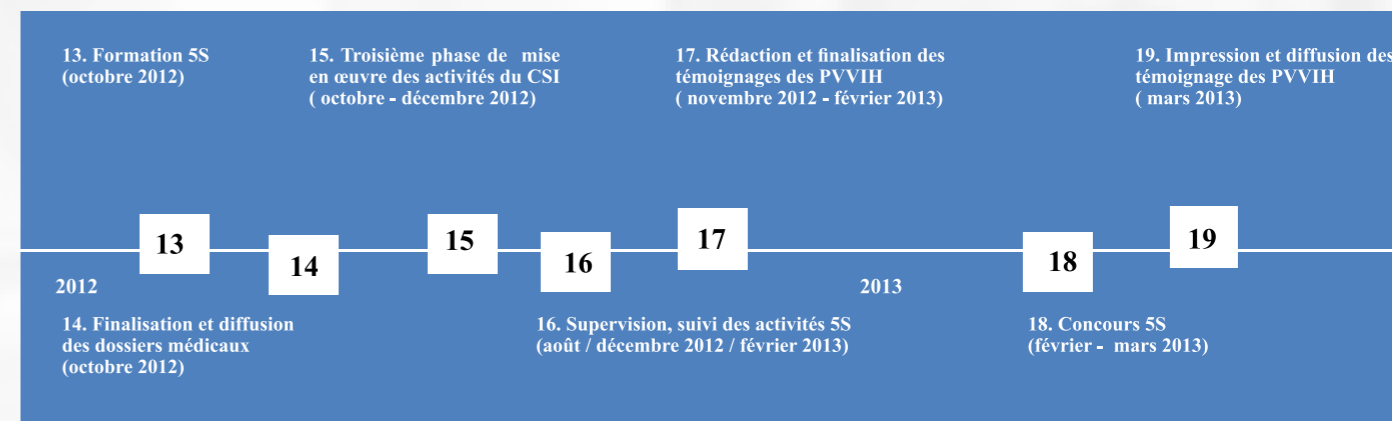 13. Formation 5S
(octobre 2012)
15. Troisième phase de mise
en œuvre des activités du CSI
( octobre - décembre 2012)
17. Rédaction et finalisation des
témoignages des PVVIH
( novembre 2012 - février 2013)
19. Impression et diffusion des
témoignage des PVVIH
( mars 2013)
13
14
15
16
17
18
19
2012
2013
14. Finalisation et diffusion
des dossiers médicaux
(octobre 2012)
16. Supervision, suivi des activités 5S
(août / décembre 2012 / février 2013)
18. Concours 5S
(février - mars 2013)